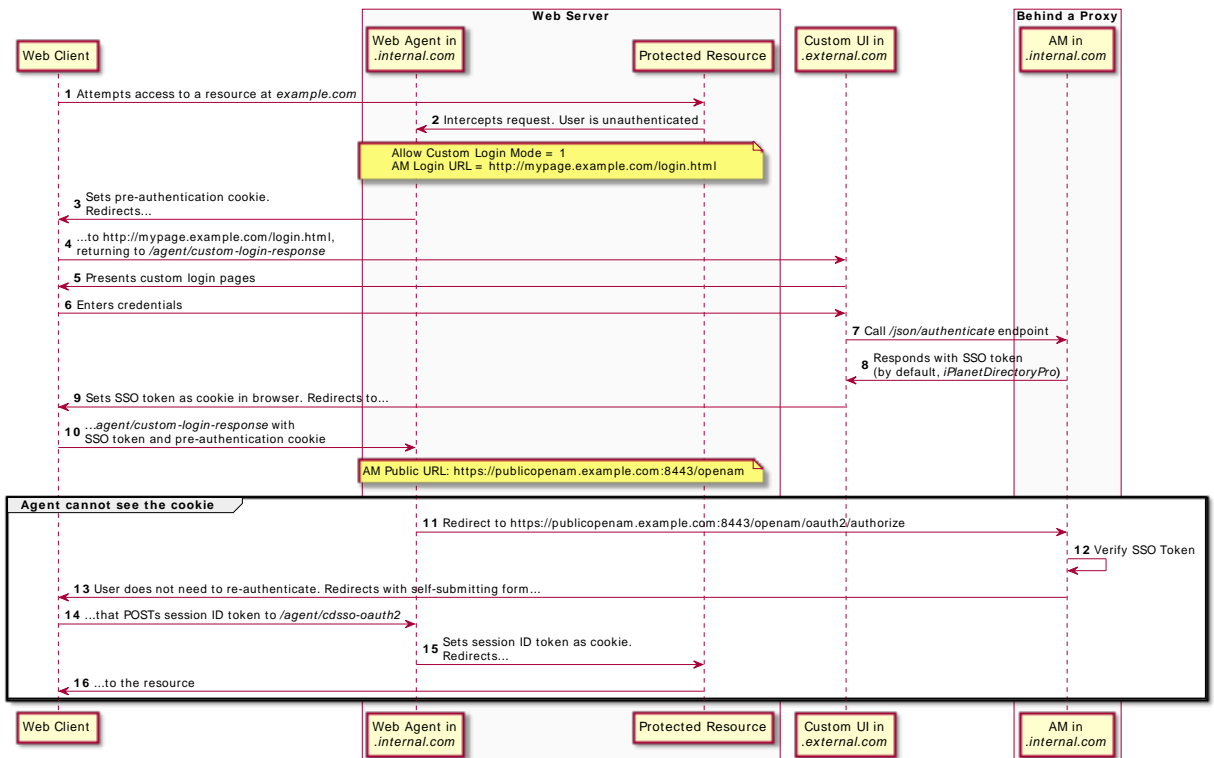 Web Server
Behind a Proxy
Web Client
Web Agent in
.internal.com
Protected Resource
Custom UI in
.external.com
AM in
.internal.com
1 Attempts access to a resource at example.com
2 Intercepts request. User is unauthenticated
Allow Custom Login Mode = 1
AM Login URL = http://mypage.example.com/login.html
3 Sets pre-authentication cookie.
Redirects...
4 ...to http://mypage.example.com/login.html,
returning to /agent/custom-login-response
5 Presents custom login pages
6 Enters credentials
7 Call /json/authenticate endpoint
8 Responds with SSO token
(by default, iPlanetDirectoryPro)
9 Sets SSO token as cookie in browser. Redirects to...
10 ...agent/custom-login-response with
SSO token and pre-authentication cookie
AM Public URL: https://publicopenam.example.com:8443/openam
Agent cannot see the cookie
11 Redirect to https://publicopenam.example.com:8443/openam/oauth2/authorize
12 Verify SSO Token
13 User does not need to re-authenticate. Redirects with self-submitting form...
14 ...that POSTs session ID token to /agent/cdsso-oauth2
15 Sets session ID token as cookie.
Redirects...
16 ...to the resource
Web Client
Web Agent in
.internal.com
Protected Resource
Custom UI in
.external.com
AM in
.internal.com